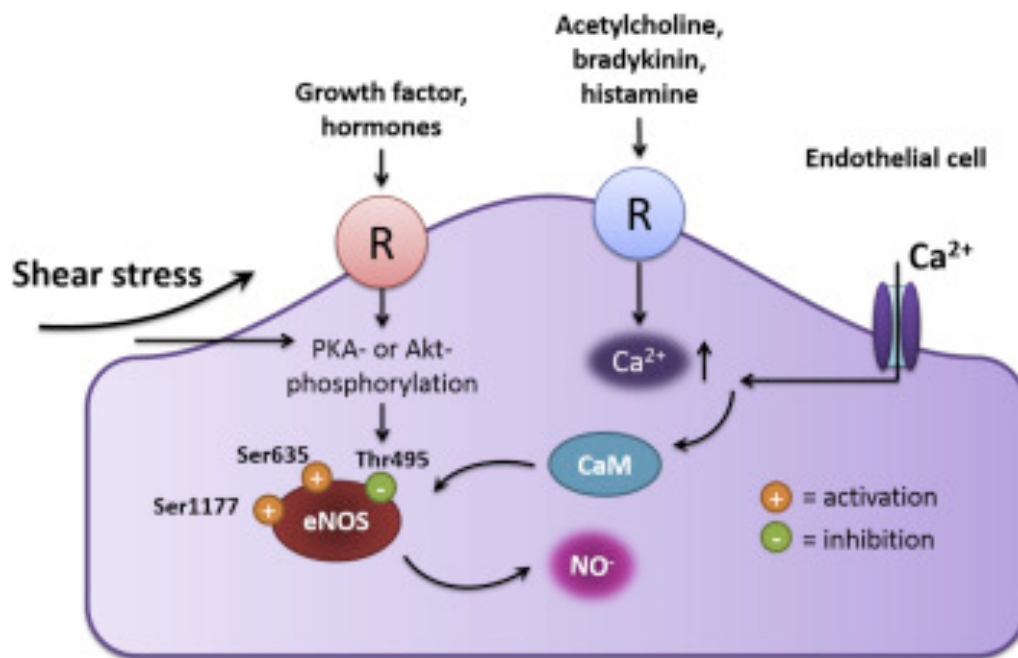 Acetylcholine,
bradykinin,
histamine
Growth factor,
hormones
Endothelial cell
R
R
Shear stress
Ca²⁺
PKA- or Akt-
phosphorylation
Ca²⁺
Ser635
Thr495
Ser1177
+
-
+
eNOS
CaM
NO·
+ = activation
- = inhibition